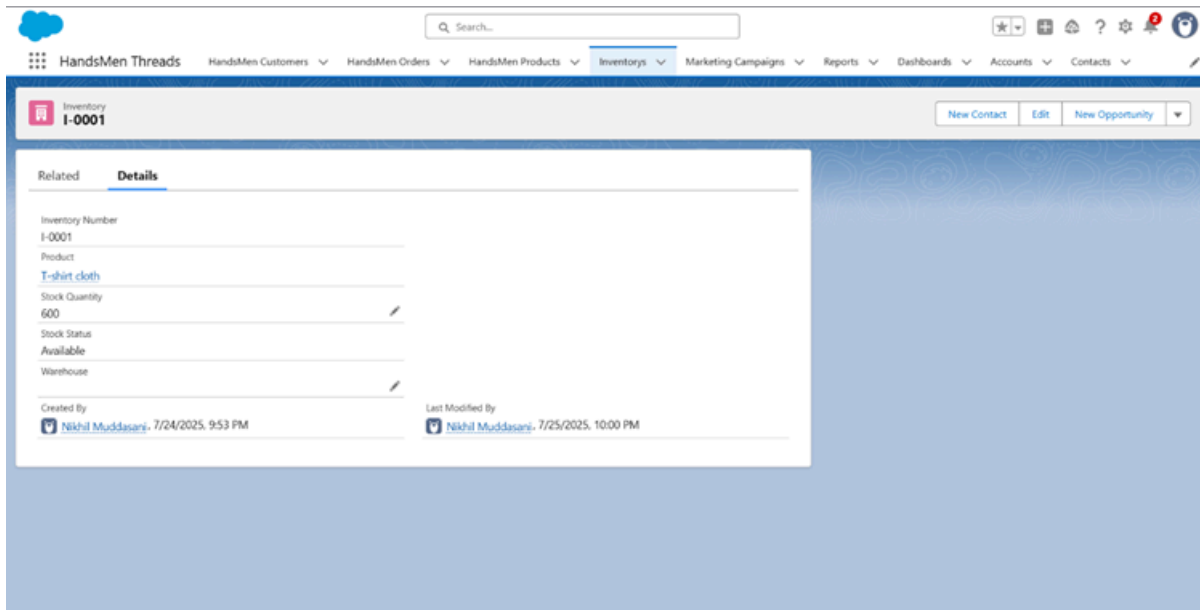 Search...
2
HandsMen Threads HandsMen Customers HandsMen Orders HandsMen Products Inventorys Marketing Campaigns Reports Dashboards Accounts Contacts
Inventory
I-0001
New Contact Edit New Opportunity
Related Details
Inventory Number
I-0001
Product
T-shirt cloth
Stock Quantity
600
Stock Status
Available
Warehouse
Created By Last Modified By
Nikhil Muddasani, 7/24/2025, 9:53 PM Nikhil Muddasani, 7/25/2025, 10:00 PM